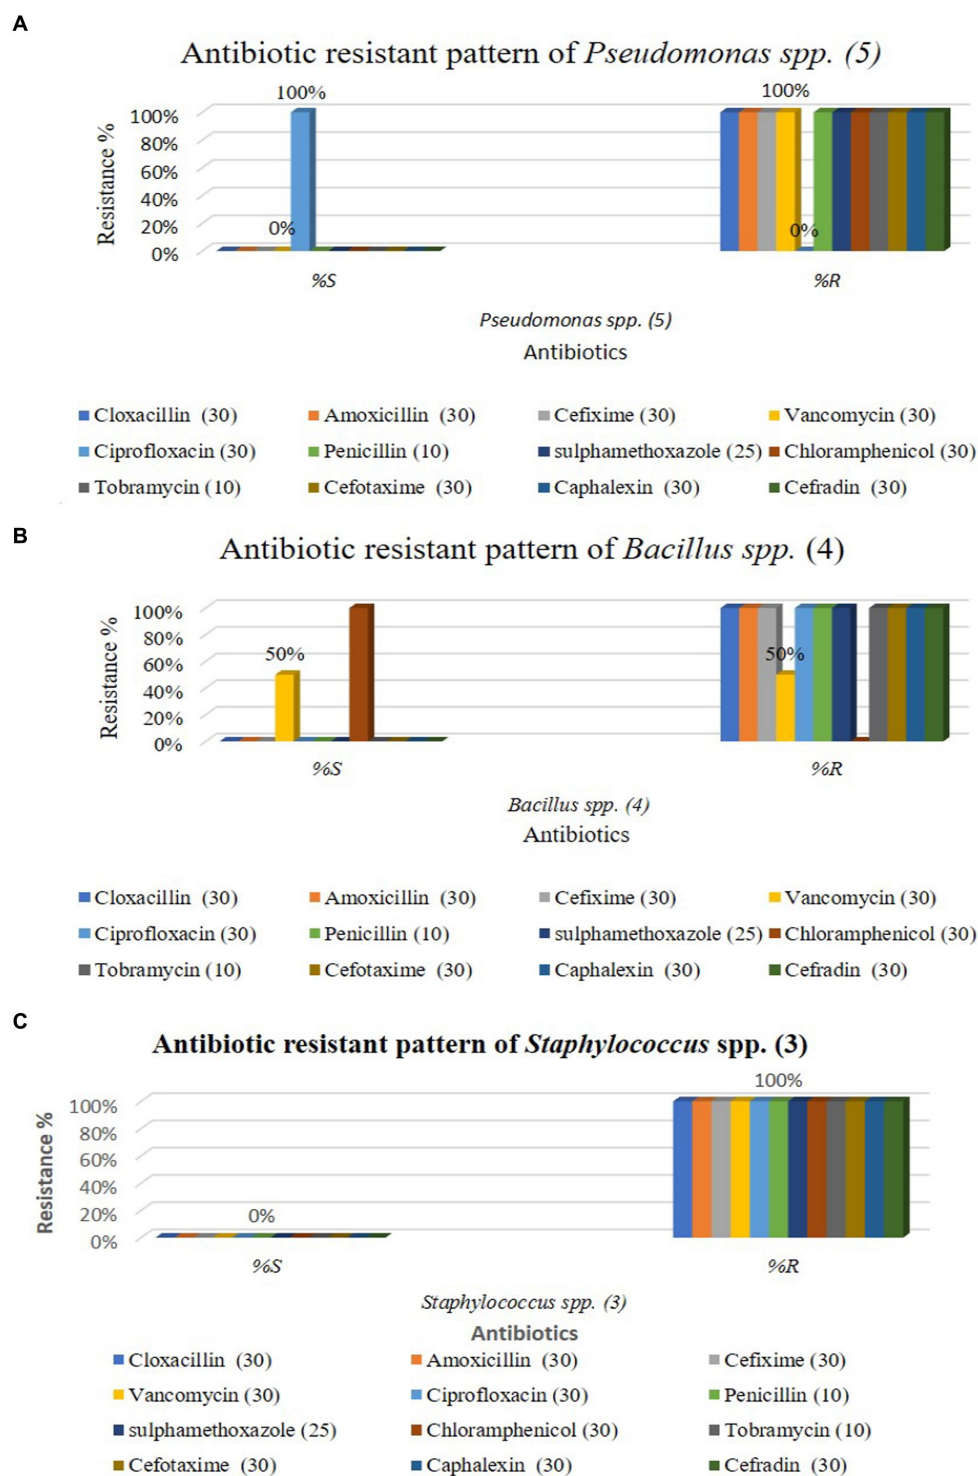 A
Antibiotic resistant pattern of Pseudomonas spp. (5)
Resistance %
100%
80%
60%
40%
20%
0%
100%
0%
100%
0%
%S
%R
Pseudomonas spp. (5)
Antibiotics
Cloxacillin (30) Amoxicillin (30) Cefixime (30) Vancomycin (30)
Ciprofloxacin (30) Penicillin (10) sulphamethoxazole (25) Chloramphenicol (30)
Tobramycin (10) Cefotaxime (30) Caphalexin (30) Cefradin (30)
B
Antibiotic resistant pattern of Bacillus spp. (4)
Resistance %
100%
80%
60%
40%
20%
0%
50%
50%
%S
%R
Bacillus spp. (4)
Antibiotics
Cloxacillin (30) Amoxicillin (30) Cefixime (30) Vancomycin (30)
Ciprofloxacin (30) Penicillin (10) sulphamethoxazole (25) Chloramphenicol (30)
Tobramycin (10) Cefotaxime (30) Caphalexin (30) Cefradin (30)
C
Antibiotic resistant pattern of Staphylococcus spp. (3)
Resistance %
100%
80%
60%
40%
20%
0%
0%
100%
%S
%R
Staphylococcus spp. (3)
Antibiotics
Cloxacillin (30) Amoxicillin (30) Cefixime (30)
Vancomycin (30) Ciprofloxacin (30) Penicillin (10)
sulphamethoxazole (25) Chloramphenicol (30) Tobramycin (10)
Cefotaxime (30) Caphalexin (30) Cefradin (30)